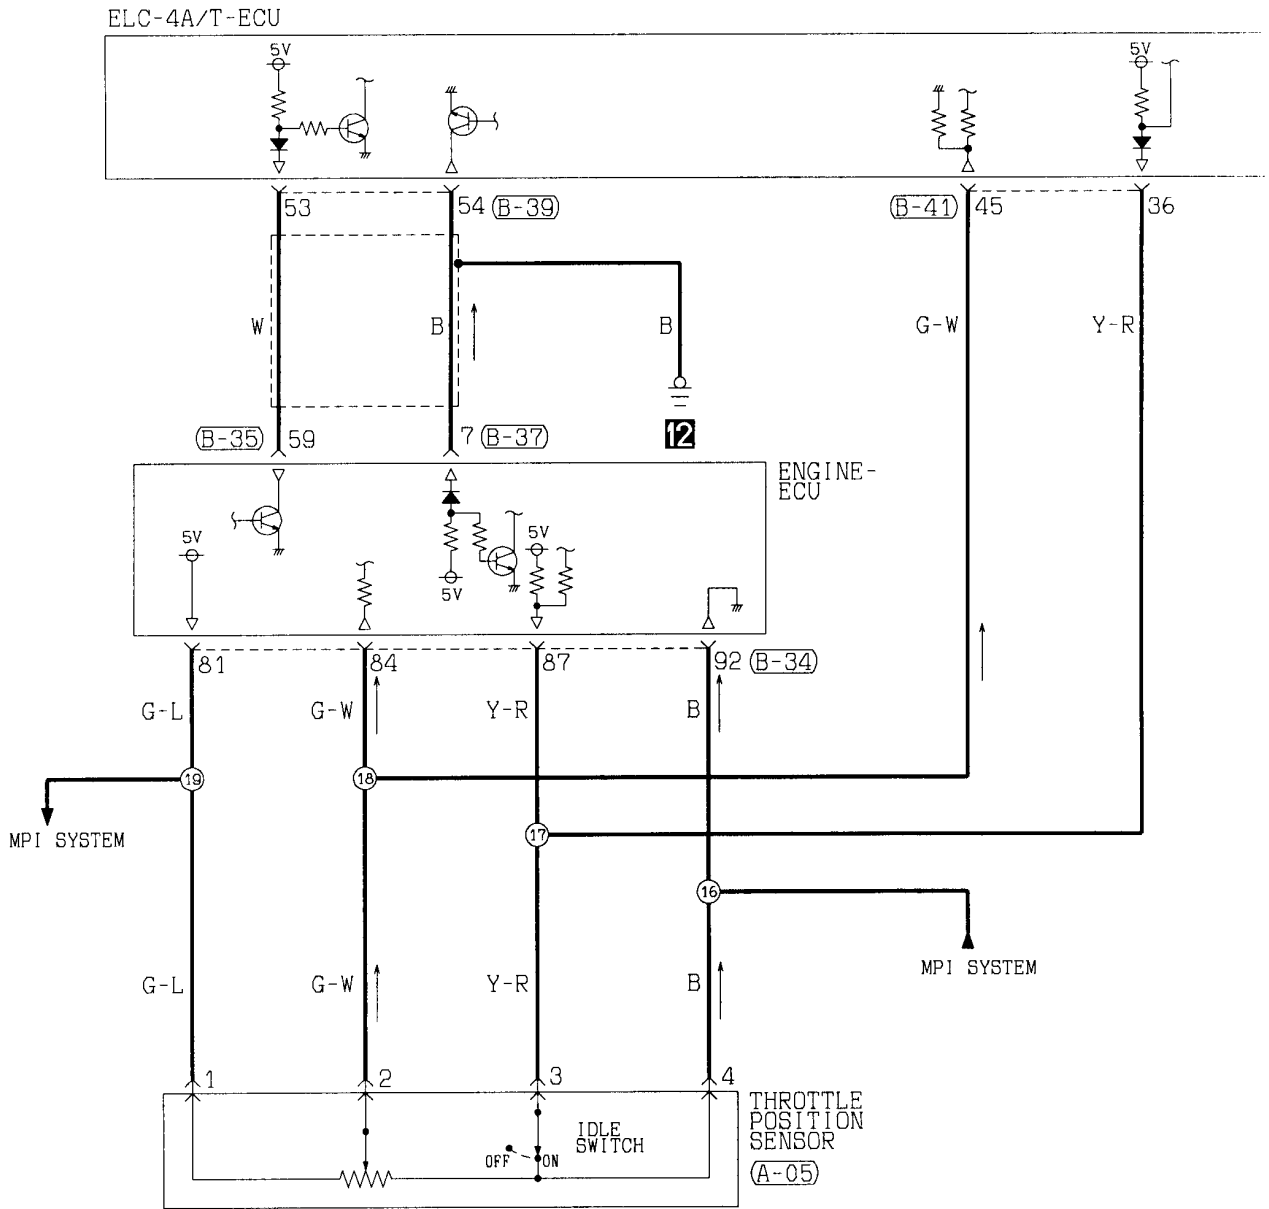 ELC-4A/T-ECU
5V
5V
53
54 (B-39)
(B-41) 45
36
W
B
B
G-W
Y-R
(B-35) 59
7 (B-37)
12
ENGINE-
ECU
5V
5V
5V
81
84
87
92 (B-34)
G-L
G-W
Y-R
B
19
18
MPI SYSTEM
17
16
MPI SYSTEM
G-L
G-W
Y-R
B
1
2
3
4
THROTTLE
POSITION
SENSOR
(A-05)
IDLE
SWITCH
OFF
ON